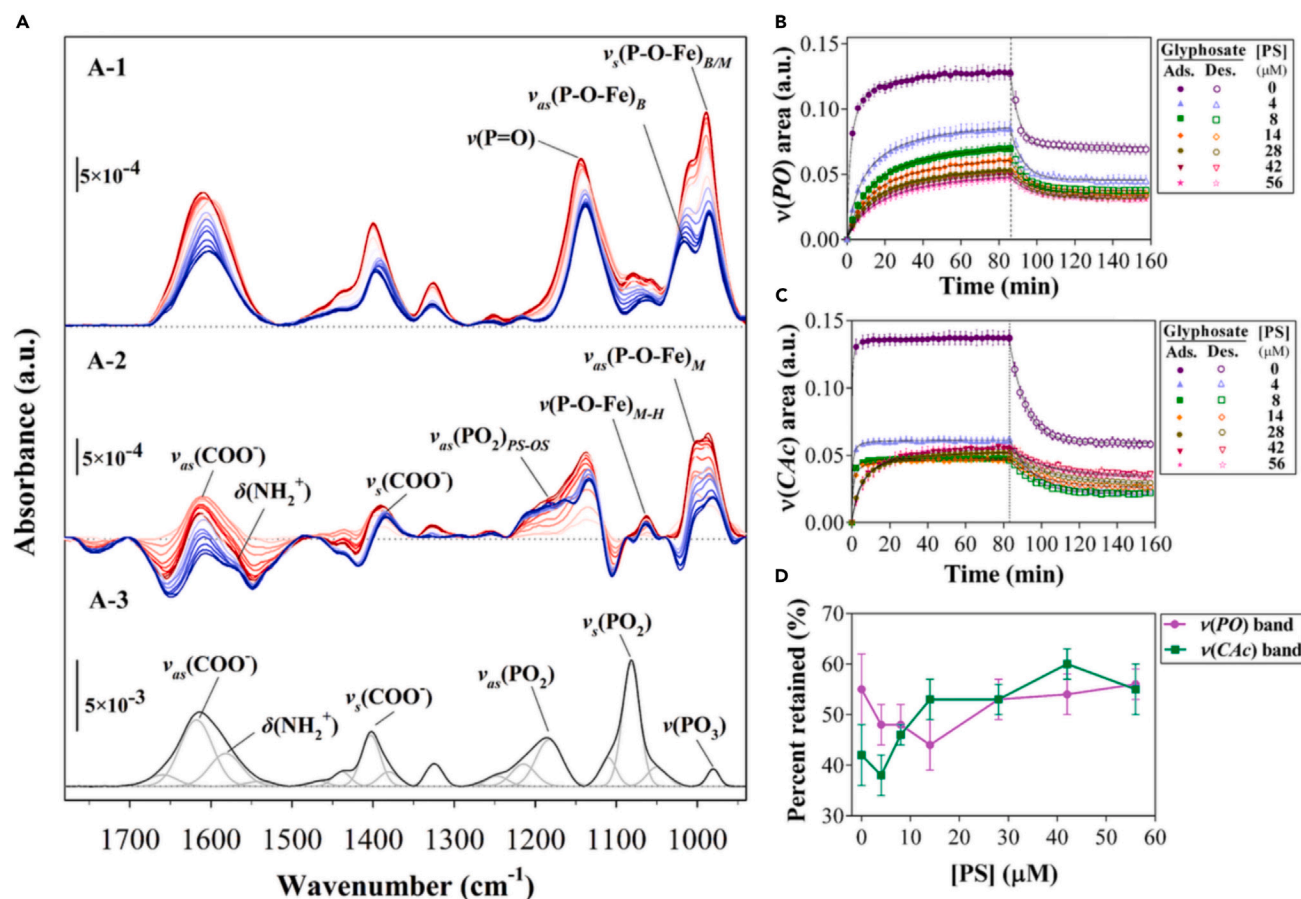 A
A-1
ν(P=O)
νas(P-O-Fe)B
νs(P-O-Fe)B/M
5×10⁻⁴
A-2
νas(COO⁻)
δ(NH₂⁺)
νs(COO⁻)
νas(PO₂)PS-OS
ν(P-O-Fe)M-H
νas(P-O-Fe)M
5×10⁻⁴
A-3
νas(COO⁻)
δ(NH₂⁺)
νs(COO⁻)
νas(PO₂)
νs(PO₂)
ν(PO₃)
5×10⁻³
Absorbance (a.u.)
1700 1600 1500 1400 1300 1200 1100 1000
Wavenumber (cm⁻¹)
B
ν(PO) area (a.u.)
0.15
0.10
0.05
0.00
0 20 40 60 80 100 120 140 160
Time (min)
Glyphosate [PS]
Ads. Des. (μM)
0
4
8
14
28
42
56
C
ν(CAc) area (a.u.)
0.15
0.10
0.05
0.00
0 20 40 60 80 100 120 140 160
Time (min)
Glyphosate [PS]
Ads. Des. (μM)
0
4
8
14
28
42
56
D
Percent retained (%)
70
60
50
40
30
0 10 20 30 40 50 60
[PS] (μM)
ν(PO) band
ν(CAc) band